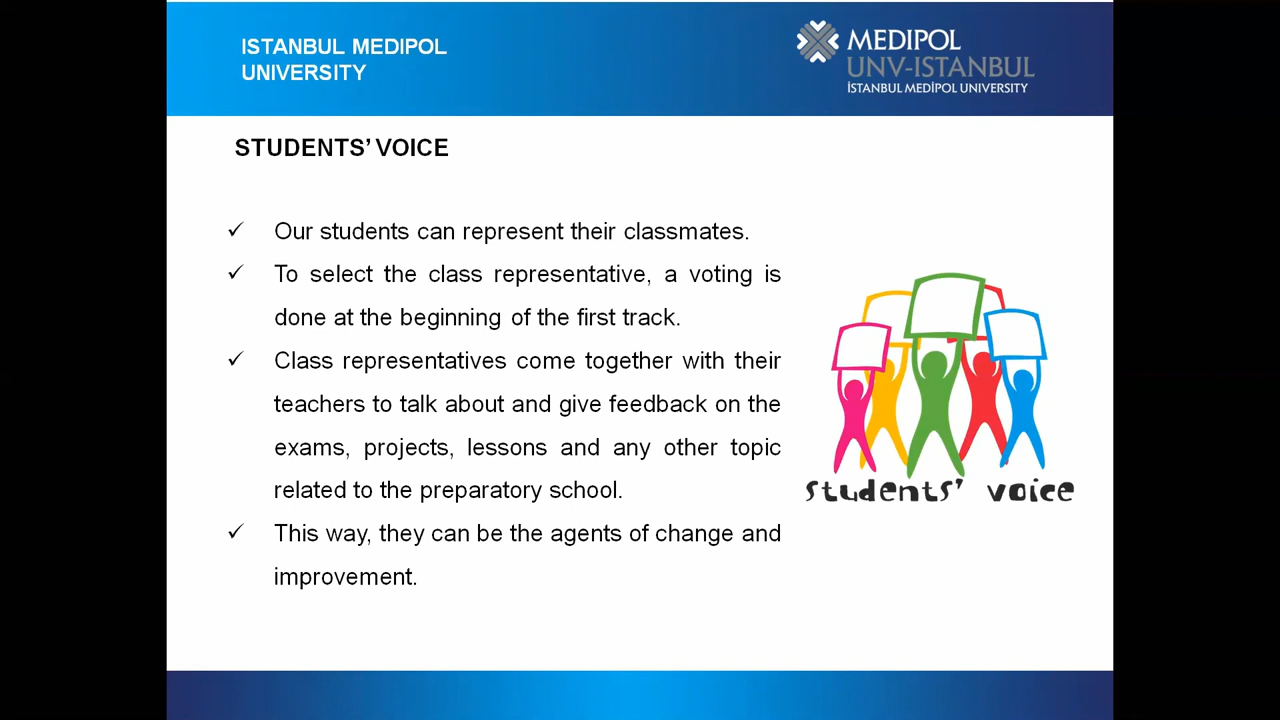 ISTANBUL MEDIPOL
UNIVERSITY
MEDIPOL
UNV-ISTANBUL
İSTANBUL MEDİPOL UNIVERSITY
STUDENTS’ VOICE
✓ Our students can represent their classmates.
✓ To select the class representative, a voting is
done at the beginning of the first track.
✓ Class representatives come together with their
teachers to talk about and give feedback on the
exams, projects, lessons and any other topic
related to the preparatory school.
✓ This way, they can be the agents of change and
improvement.
students’ voice